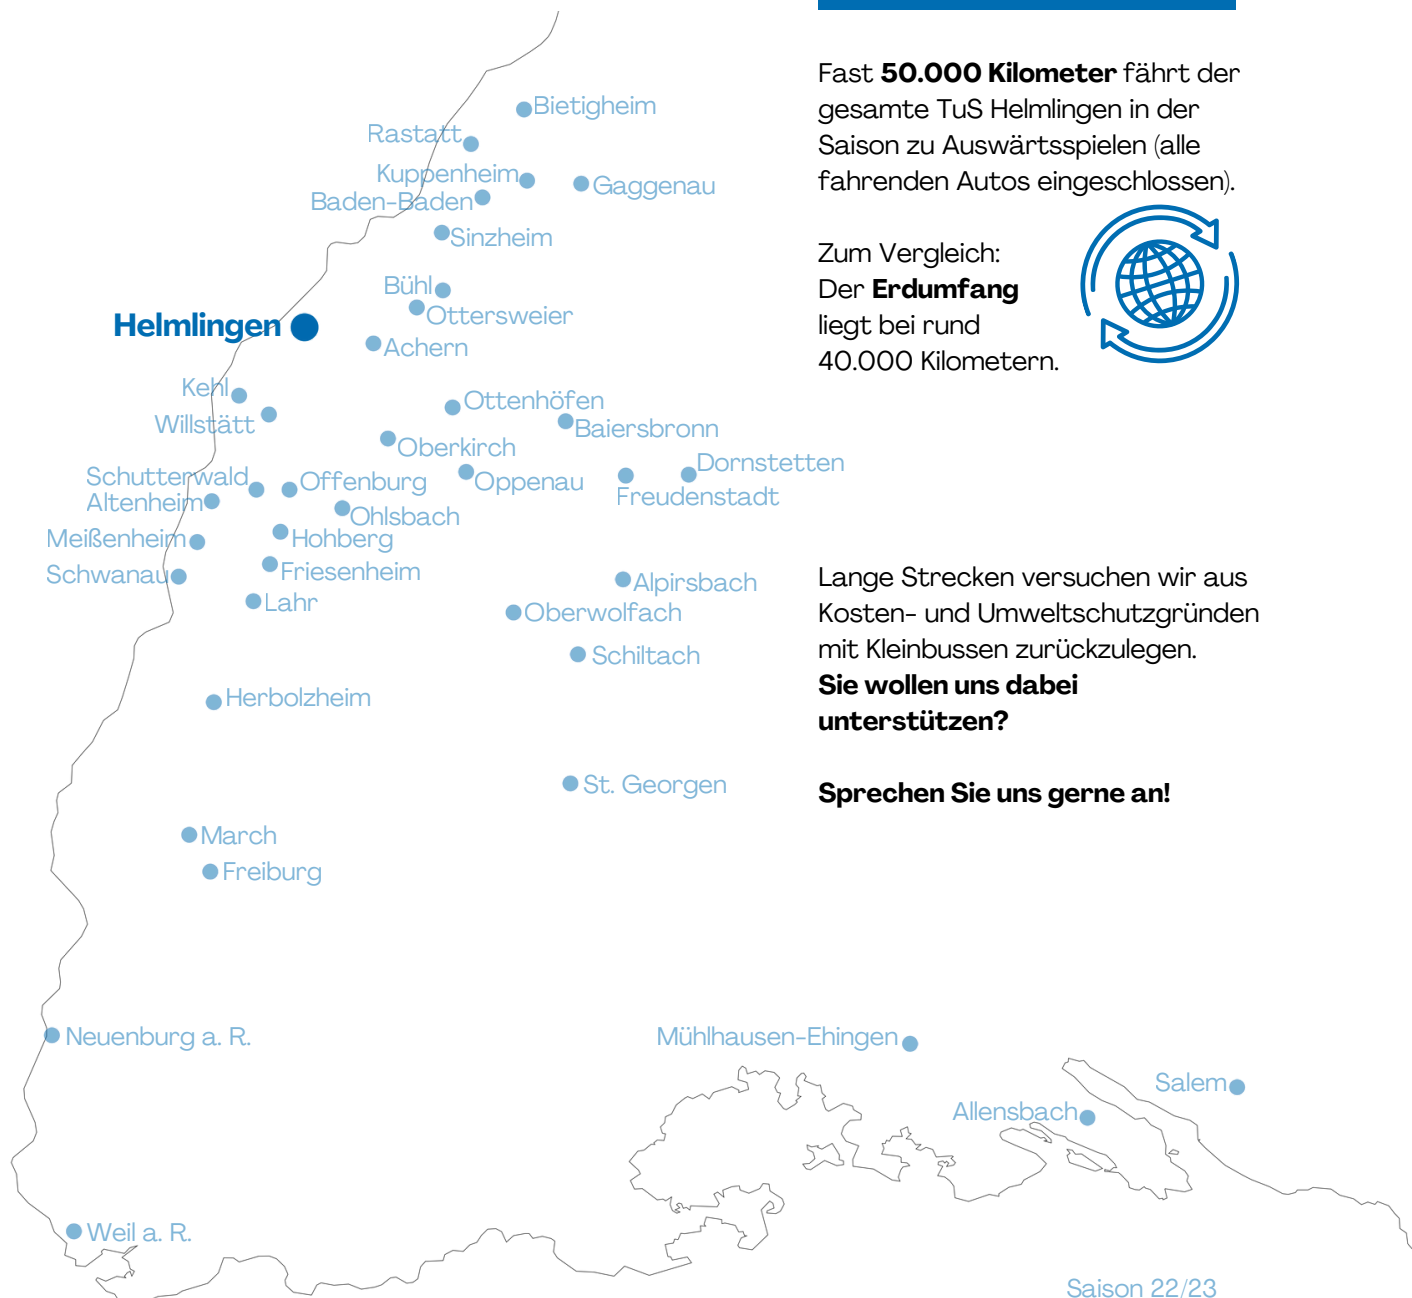 Fast 50.000 Kilometer fährt der
gesamte TuS Helmlingen in der
Saison zu Auswärtsspielen (alle
fahrenden Autos eingeschlossen).
Zum Vergleich:
Der Erdumfang
liegt bei rund
40.000 Kilometern.
Bietigheim
Rastatt
Kuppenheim
Gaggenau
Baden-Baden
Sinzheim
Bühl
Ottersweier
Helmlingen
Achern
Kehl
Willstätt
Ottenhöfen
Baiersbronn
Oberkirch
Dornstetten
Schutterwald
Offenburg
Oppenau
Freudenstadt
Altenheim
Ohlsbach
Meißenheim
Hohberg
Schwanau
Friesenheim
Alpirsbach
Lahr
Oberwolfach
Schiltach
Herbolzheim
St. Georgen
March
Freiburg
Lange Strecken versuchen wir aus
Kosten- und Umweltschutzgründen
mit Kleinbussen zurückzulegen.
Sie wollen uns dabei
unterstützen?
Sprechen Sie uns gerne an!
Neuenburg a. R.
Mühlhausen-Ehingen
Salem
Allensbach
Weil a. R.
Saison 22/23